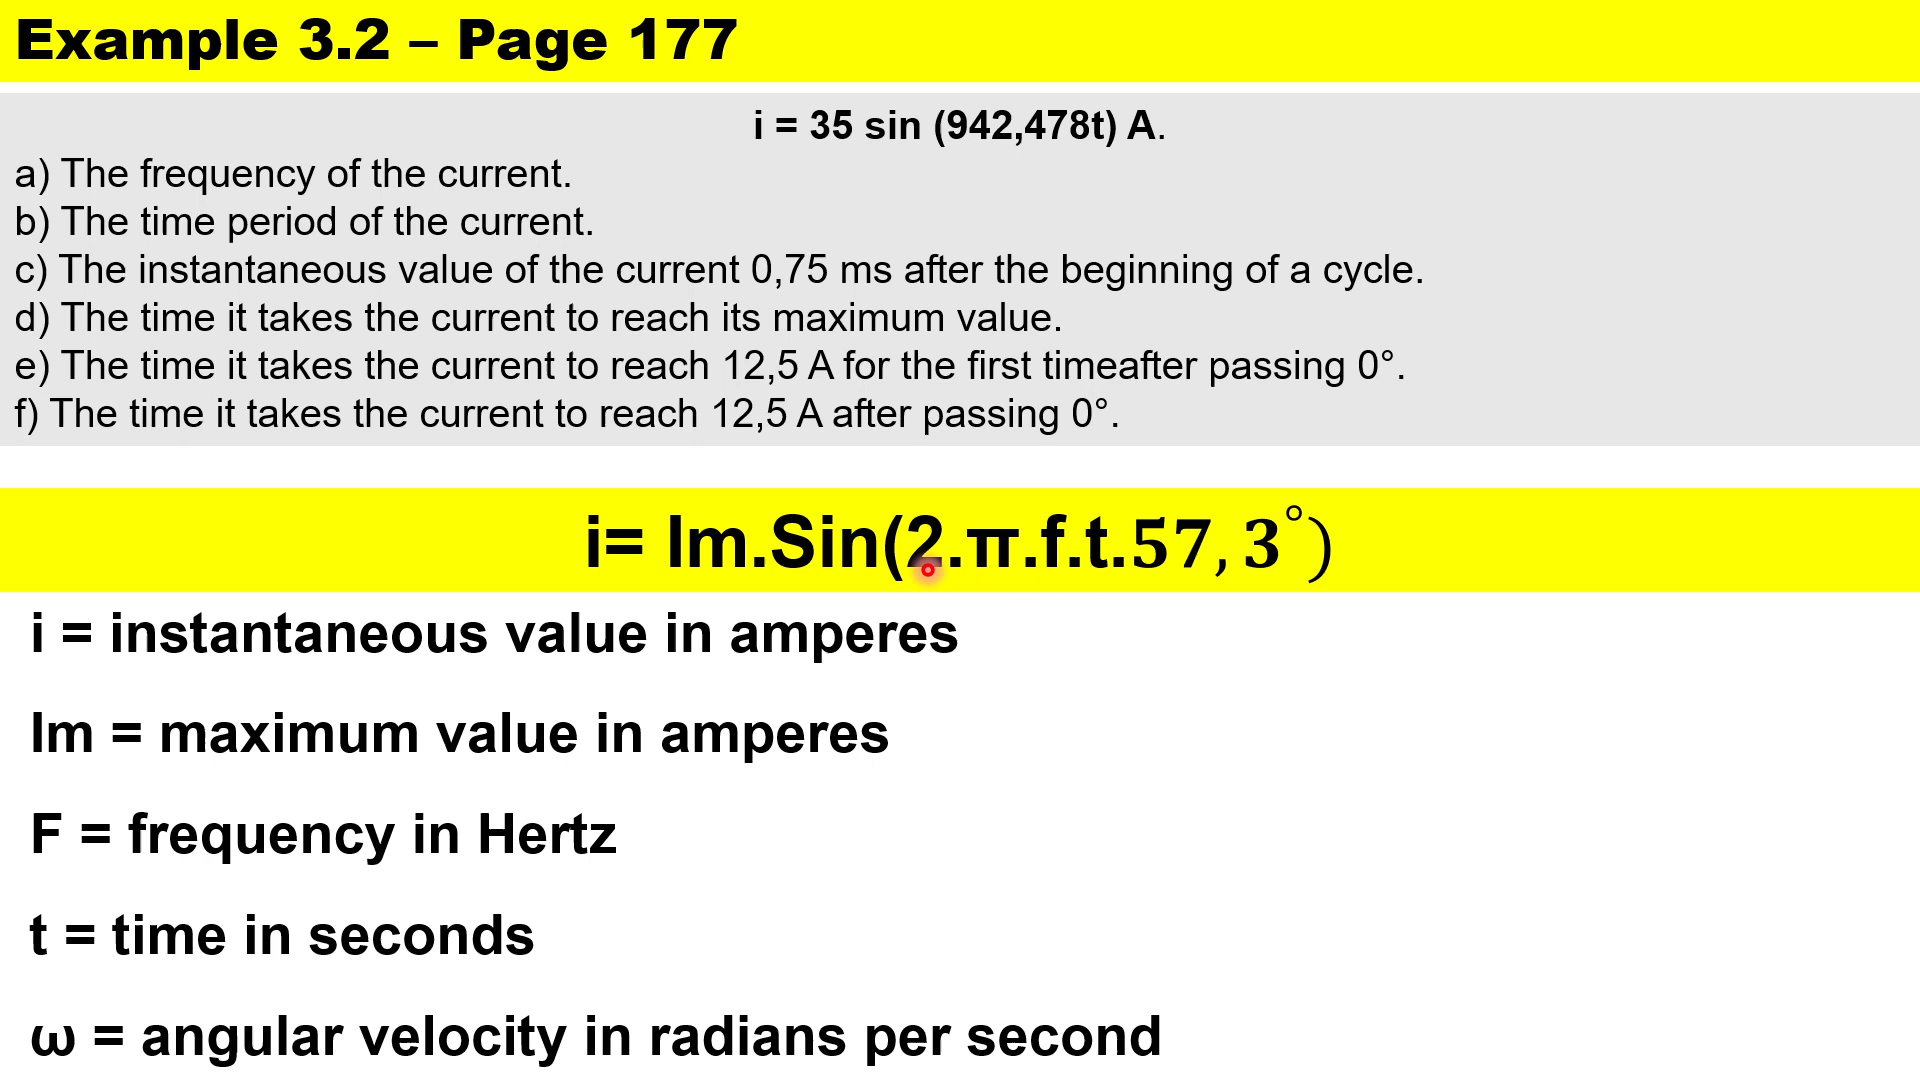 Example 3.2 – Page 177
i = 35 sin (942,478t) A.
a) The frequency of the current.
b) The time period of the current.
c) The instantaneous value of the current 0,75 ms after the beginning of a cycle.
d) The time it takes the current to reach its maximum value.
e) The time it takes the current to reach 12,5 A for the first timeafter passing 0°.
f) The time it takes the current to reach 12,5 A after passing 0°.
i= Im.Sin(2.π.f.t.57,3°)
i = instantaneous value in amperes
Im = maximum value in amperes
F = frequency in Hertz
t = time in seconds
ω = angular velocity in radians per second